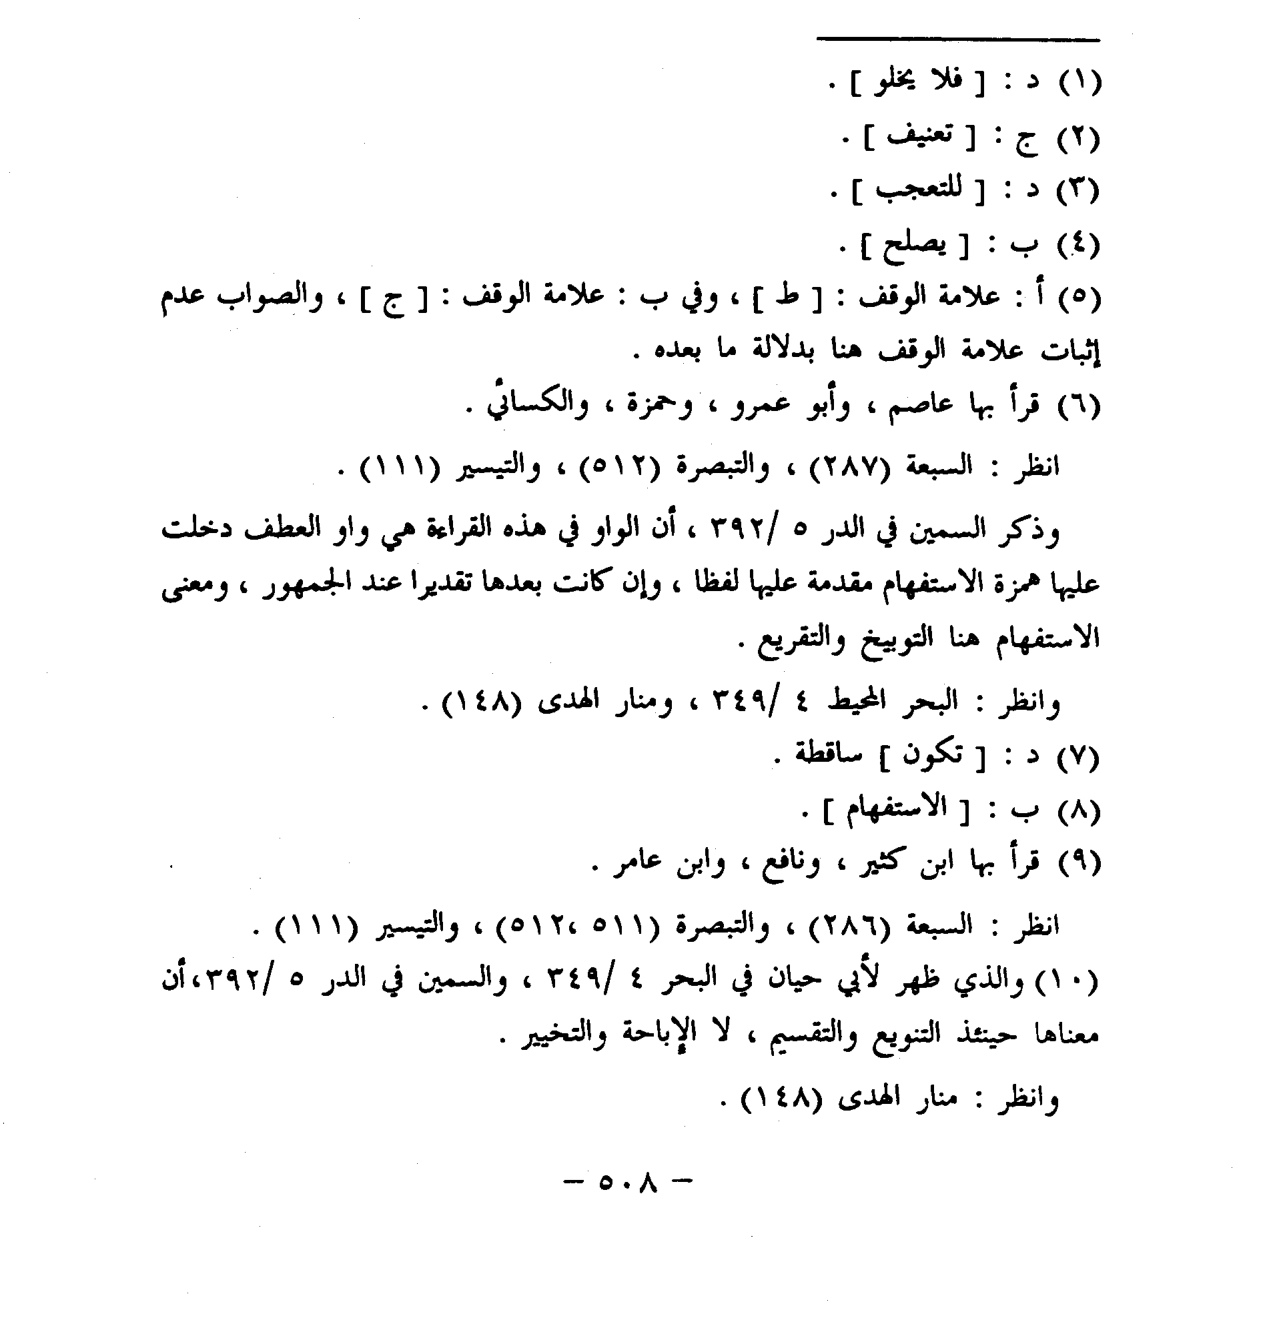 (١) د : [ فلا يخلو ] .
(٢) ج : [ تعنيف ] .
(٣) د : [ للتعجب ] .
(٤) ب : [ يصلح ] .
(٥) أ : علامة الوقف : [ ط ] ، وفي ب : علامة الوقف : [ ج ] ، والصواب عدم
إثبات علامة الوقف هنا بدلالة ما بعده .
(٦) قرأ بها عاصم ، وأبو عمرو ، وحمزة ، والكسائي .
انظر : السبعة (٢٨٧) ، والتبصرة (٥١٢) ، والتيسير (١١١) .
وذكر السمين في الدر ٥ /٣٩٢ ، أن الواو في هذه القراءة هي واو العطف دخلت
عليها همزة الاستفهام مقدمة عليها لفظا ، وإن كانت بعدها تقديرا عند الجمهور ، ومعنى
الاستفهام هنا التوبيخ والتقريع .
وانظر : البحر المحيط ٤ /٣٤٩ ، ومنار الهدى (١٤٨) .
(٧) د : [ تكون ] ساقطة .
(٨) ب : [ الاستفهام ] .
(٩) قرأ بها ابن كثير ، ونافع ، وابن عامر .
انظر : السبعة (٢٨٦) ، والتبصرة (٥١١ ،٥١٢) ، والتيسير (١١١) .
(١٠) والذي ظهر لأبي حيان في البحر ٤ /٣٤٩ ، والسمين في الدر ٥ /٣٩٢،أن
معناها حينئذ التنويع والتقسيم ، لا الإباحة والتخيير .
وانظر : منار الهدى (١٤٨) .
– ٥٠٨ –